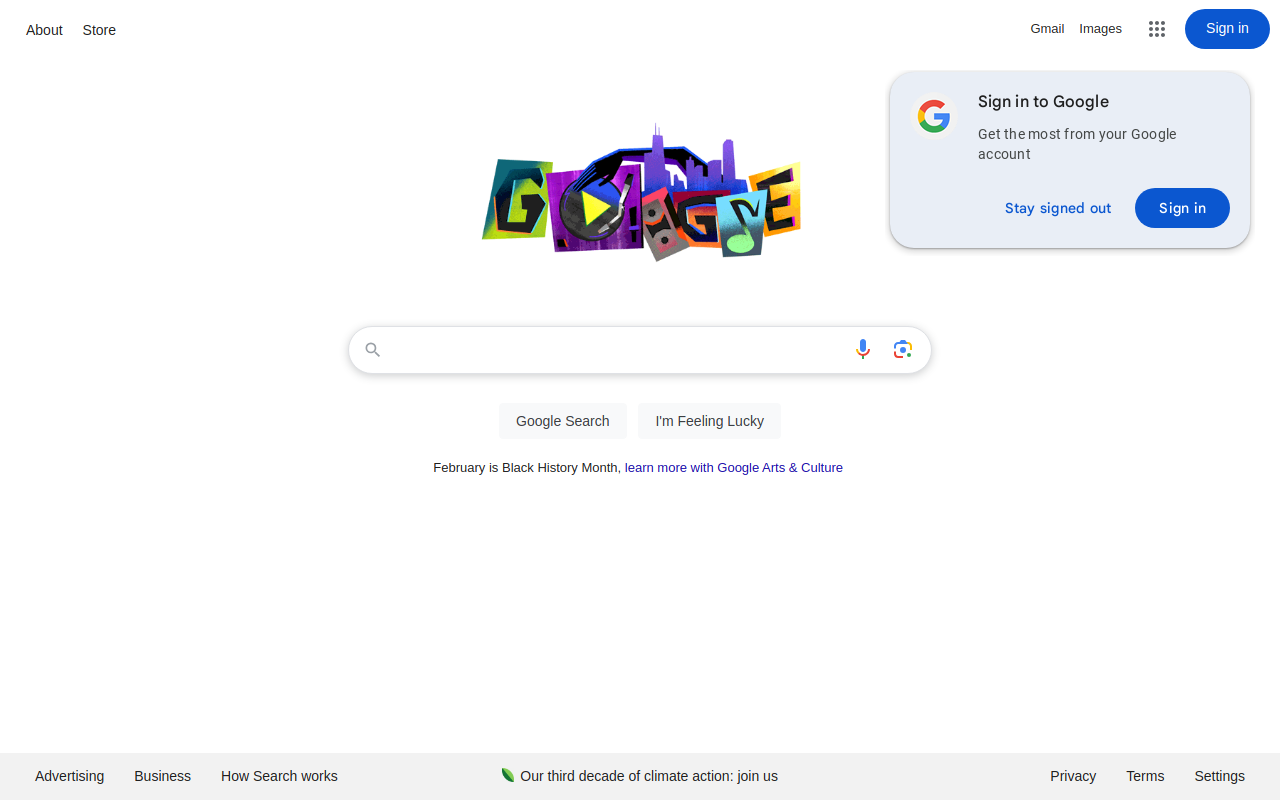 About Store
Gmail Images Sign in
Sign in to Google
Get the most from your Google
account
Stay signed out Sign in
Google Search I'm Feeling Lucky
February is Black History Month, learn more with Google Arts & Culture
Advertising Business How Search works
Our third decade of climate action: join us
Privacy Terms Settings